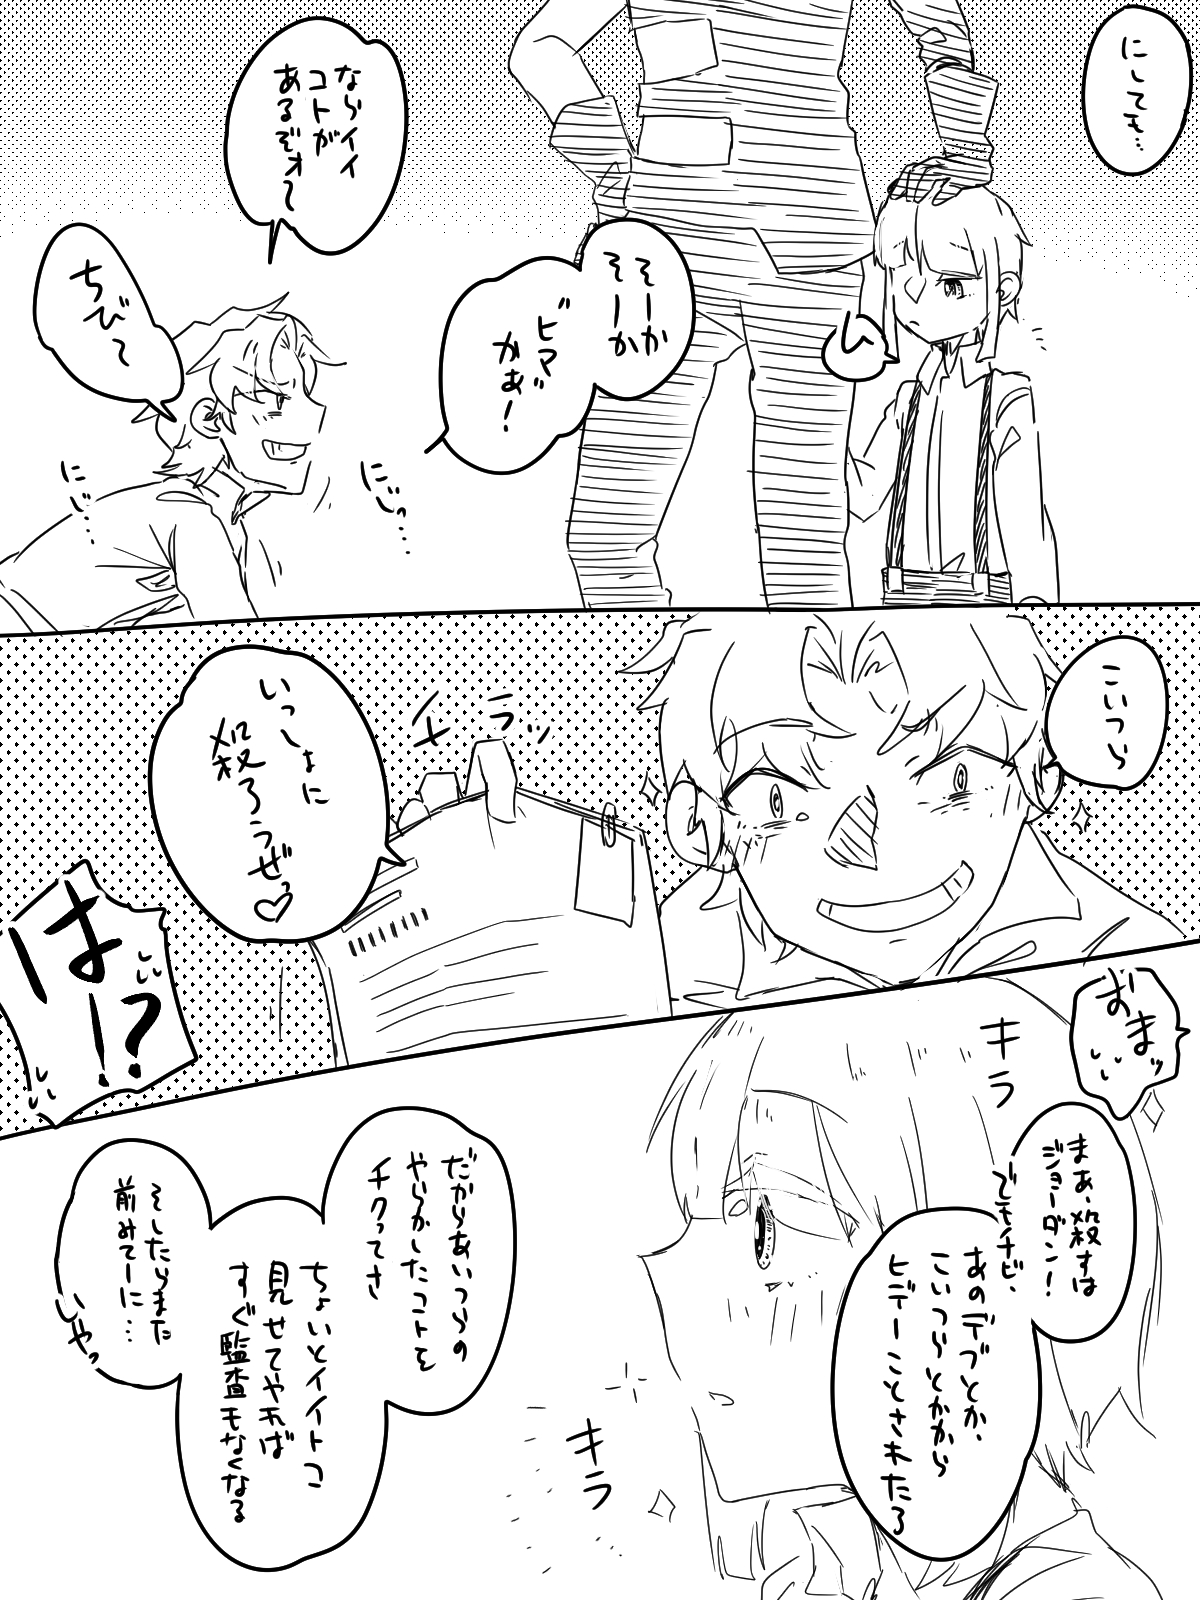 にしても…
む
そーか
そーか
ヒマ
かぁ!
ならイイ
コトが
あるぞォ〜
ちび〜
にじっ…
にじ…
こいつら
チラッ
いっしょに
殺ろうぜ♡
は!?
おまッ
キラ
まぁ、殺すは
ジョーダン!
でもチビ、
あのデブとか、
こいつらとかから
ヒデーことされたろ
キラ
だからあいつらの
やらかしたコトを
チクってさ
ちょいとイイトコ
見せてやれば
すぐ監査もなくなる
そしたらまた
前みてーに…
いやっ